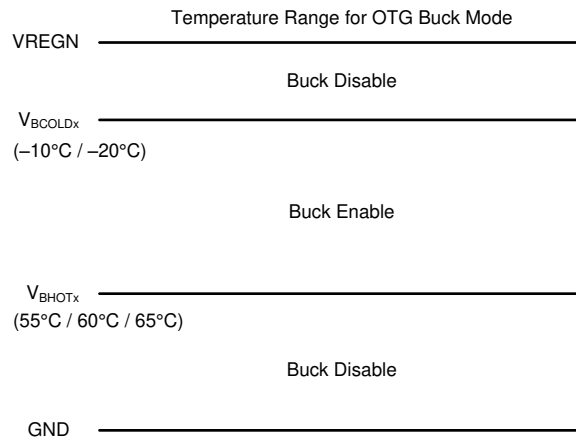 Temperature Range for OTG Buck Mode
VREGN
Buck Disable
VBCOLDx
(–10°C / –20°C)
Buck Enable
VBHOTx
(55°C / 60°C / 65°C)
Buck Disable
GND